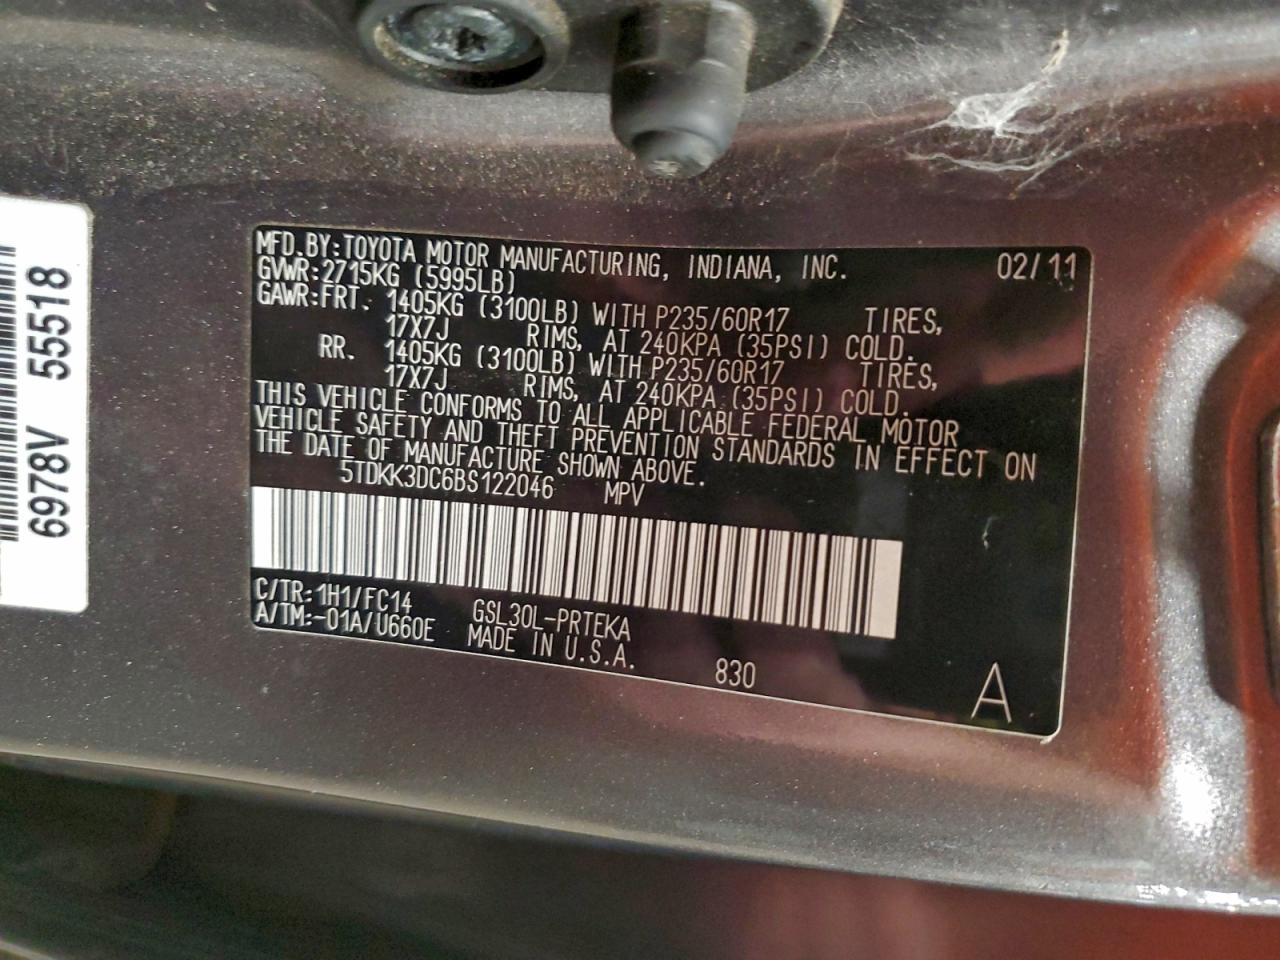 MFD.BY:TOYOTA MOTOR MANUFACTURING, INDIANA, INC. 02/11
GVWR:2715KG (5995LB)
GAWR:FRT. 1405KG (3100LB) WITH P235/60R17 TIRES,
17X7J RIMS, AT 240KPA (35PSI) COLD.
RR. 1405KG (3100LB) WITH P235/60R17 TIRES,
17X7J RIMS, AT 240KPA (35PSI) COLD.
THIS VEHICLE CONFORMS TO ALL APPLICABLE FEDERAL MOTOR
VEHICLE SAFETY AND THEFT PREVENTION STANDARDS IN EFFECT ON
THE DATE OF MANUFACTURE SHOWN ABOVE.
5TDKK3DC6BS122046 MPV
C/TR:1H1/FC14 GSL30L-PRTEKA
A/TM:-01A/U660E MADE IN U.S.A. 830 A
6978V 55518